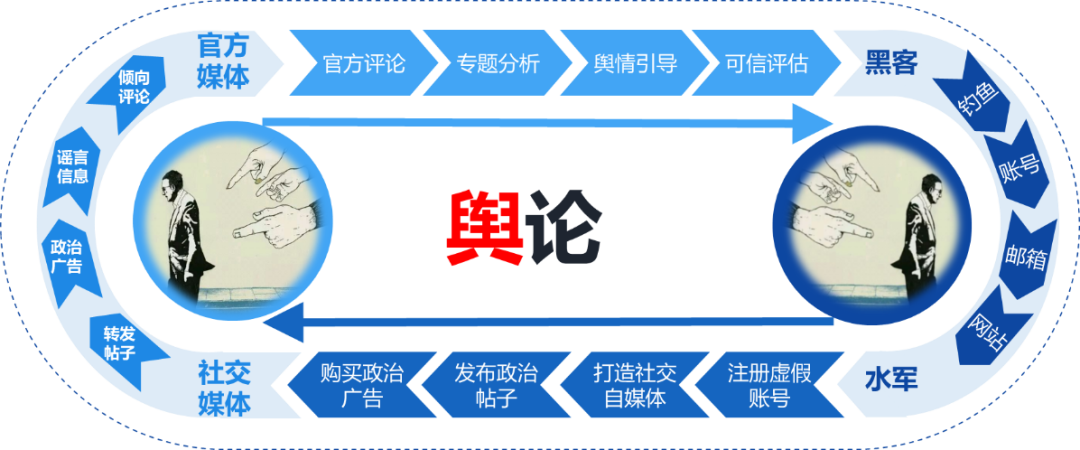 官方
媒体
官方评论
专题分析
舆情引导
可信评估
黑客
钓鱼
账号
邮箱
网站
水军
注册虚假
账号
打造社交
自媒体
发布政治
帖子
购买政治
广告
社交
媒体
转发
帖子
政治
广告
谣言
信息
倾向
评论
舆论